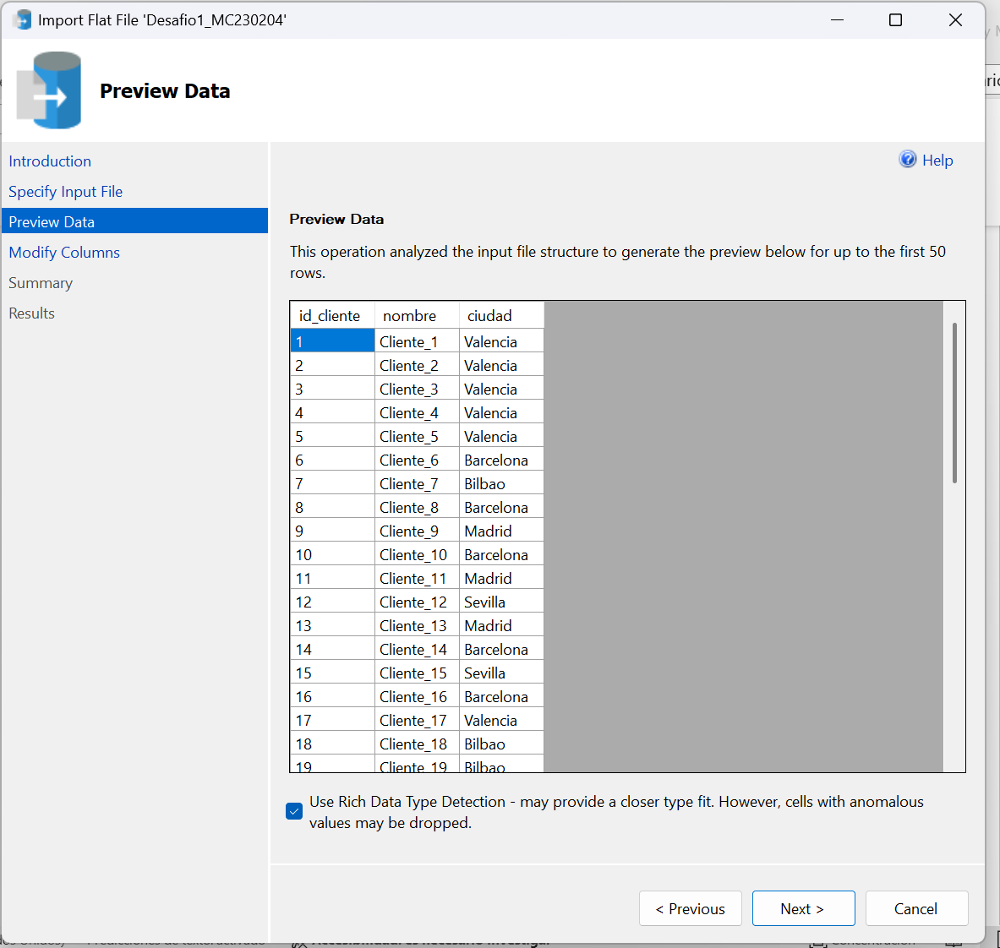 Import Flat File 'Desafio1_MC230204'
Preview Data
Introduction
Specify Input File
Preview Data
Modify Columns
Summary
Results
Help
Preview Data
This operation analyzed the input file structure to generate the preview below for up to the first 50
rows.
id_cliente nombre ciudad
1 Cliente_1 Valencia
2 Cliente_2 Valencia
3 Cliente_3 Valencia
4 Cliente_4 Valencia
5 Cliente_5 Valencia
6 Cliente_6 Barcelona
7 Cliente_7 Bilbao
8 Cliente_8 Barcelona
9 Cliente_9 Madrid
10 Cliente_10 Barcelona
11 Cliente_11 Madrid
12 Cliente_12 Sevilla
13 Cliente_13 Madrid
14 Cliente_14 Barcelona
15 Cliente_15 Sevilla
16 Cliente_16 Barcelona
17 Cliente_17 Valencia
18 Cliente_18 Bilbao
19 Cliente_19 Bilbao
Use Rich Data Type Detection - may provide a closer type fit. However, cells with anomalous
values may be dropped.
< Previous Next > Cancel